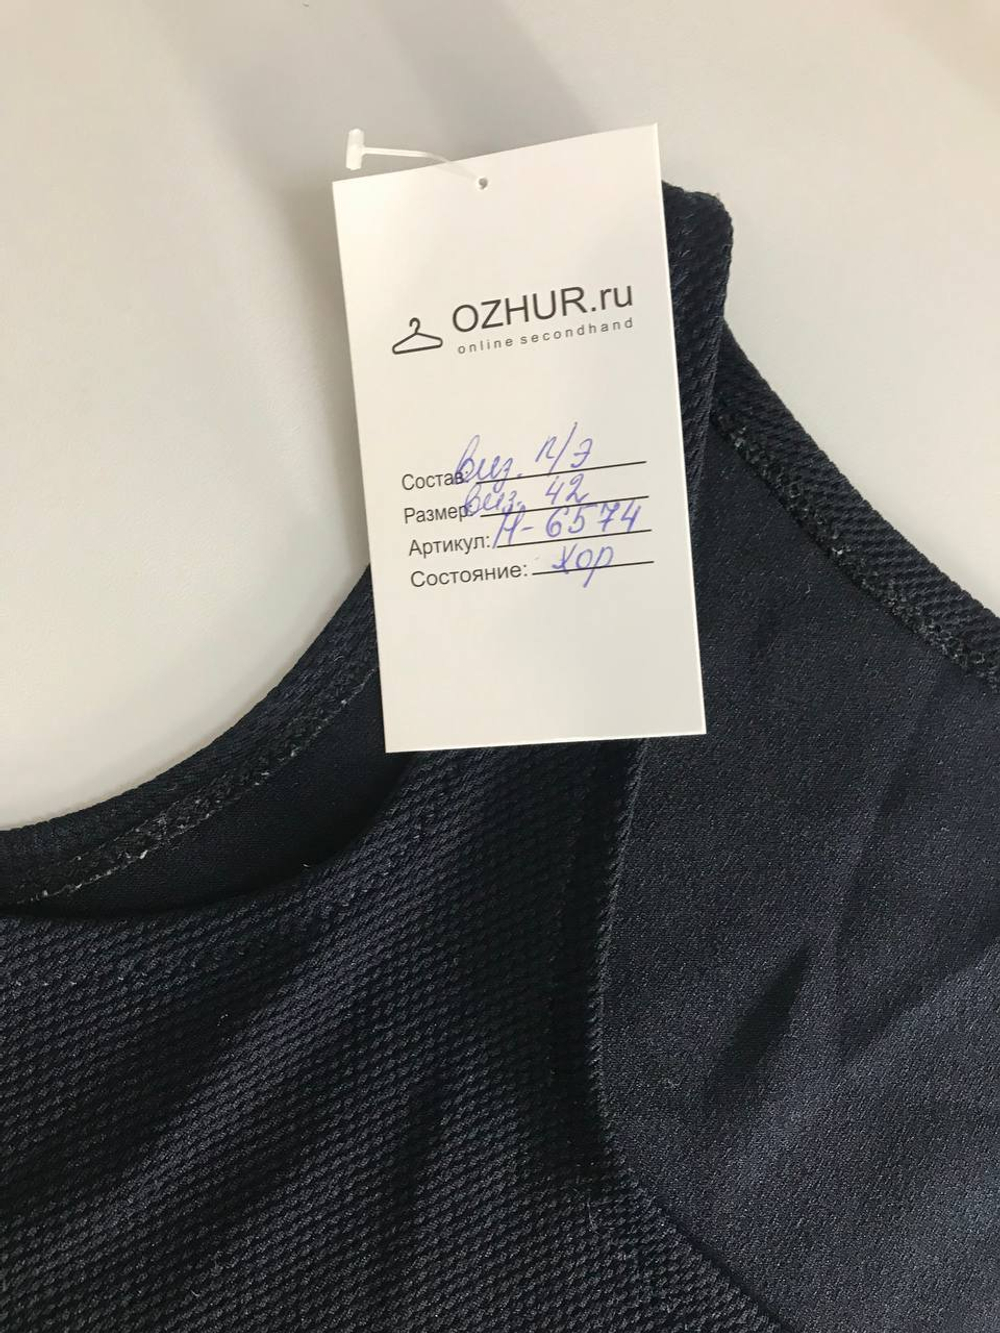 OZHUR.ru
online secondhand
Состав: виз. п/э
Размер: виз. 42
Артикул: Н-6574
Состояние: хор